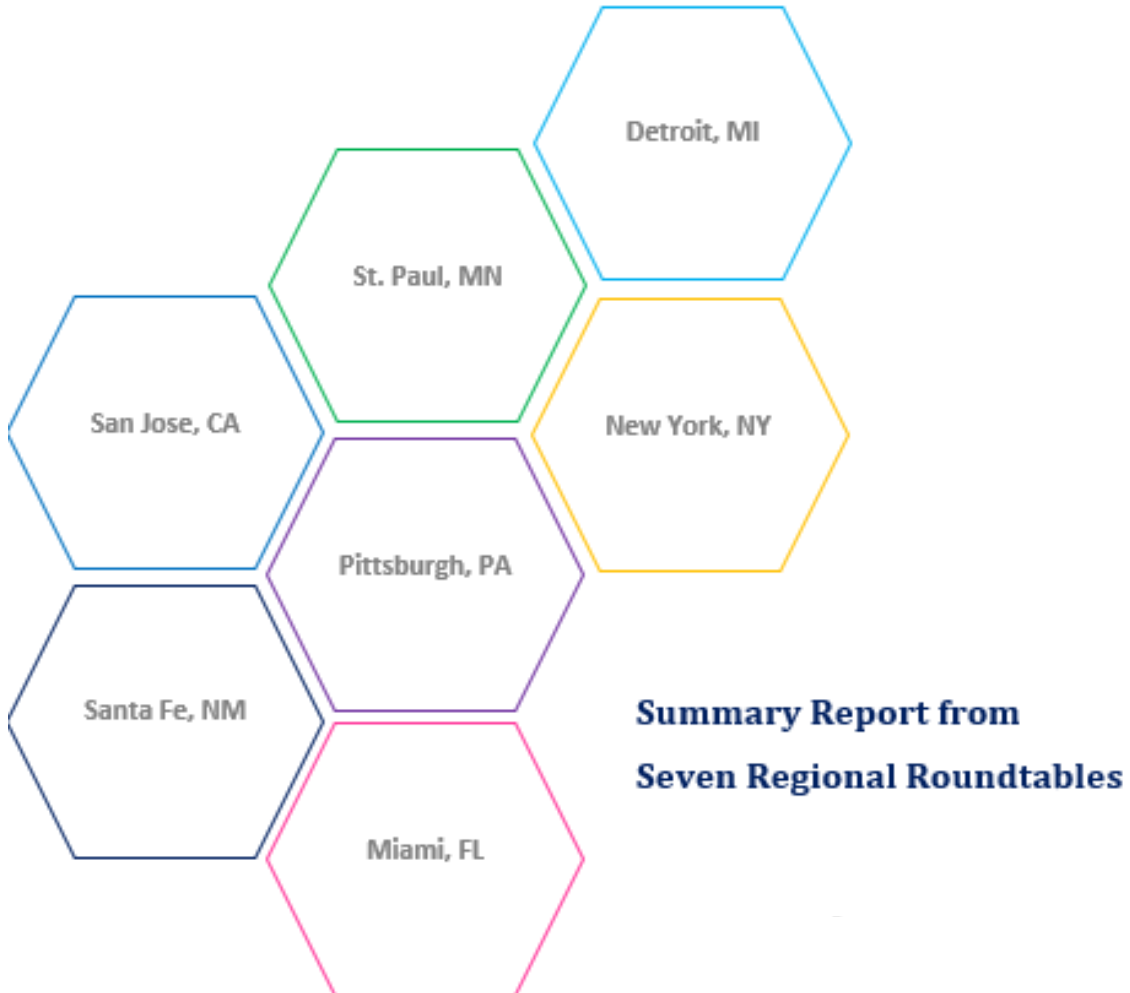 Detroit, MI
St. Paul, MN
San Jose, CA
New York, NY
Pittsburgh, PA
Santa Fe, NM
Summary Report from
Seven Regional Roundtables
Miami, FL